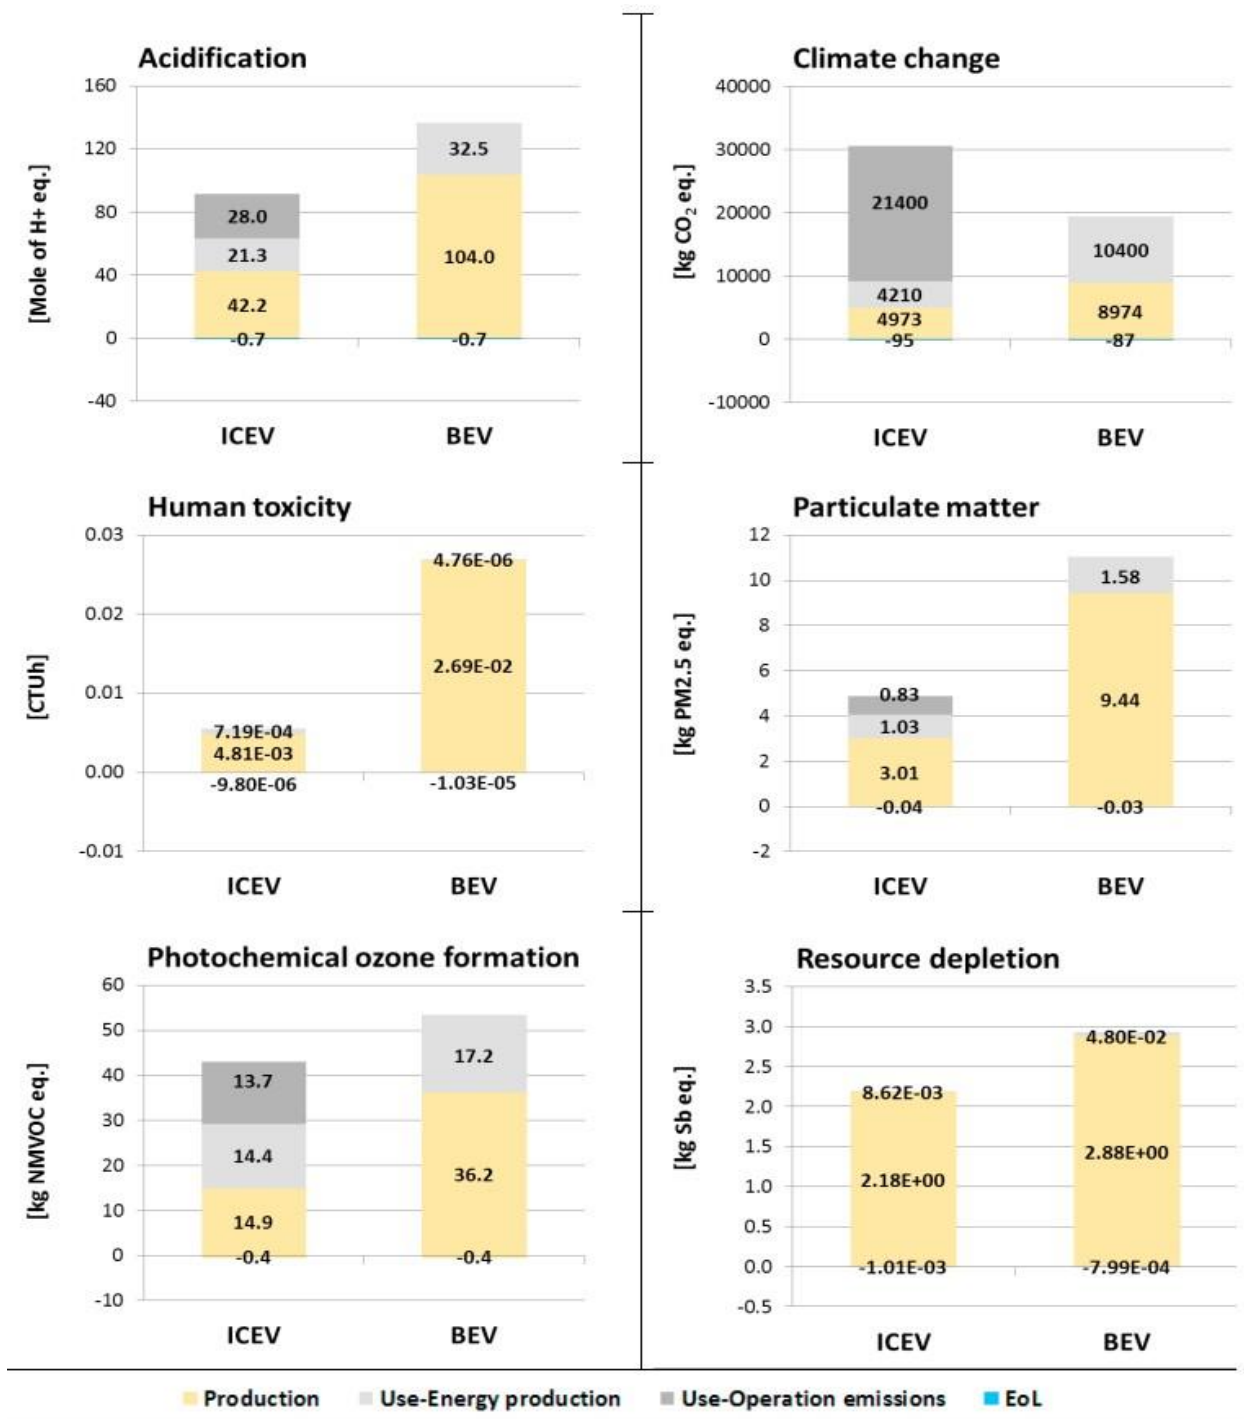 Acidification
160
120
80
40
0
-40
[Mole of H+ eq.]
28.0
21.3
42.2
-0.7
32.5
104.0
-0.7
ICEV BEV
Climate change
40000
30000
20000
10000
0
-10000
[kg CO2 eq.]
21400
4210
4973
-95
10400
8974
-87
ICEV BEV
Human toxicity
0.03
0.02
0.01
0.00
-0.01
[CTUh]
7.19E-04
4.81E-03
-9.80E-06
4.76E-06
2.69E-02
-1.03E-05
ICEV BEV
Particulate matter
12
10
8
6
4
2
0
-2
[kg PM2.5 eq.]
0.83
1.03
3.01
-0.04
1.58
9.44
-0.03
ICEV BEV
Photochemical ozone formation
60
50
40
30
20
10
0
-10
[kg NMVOC eq.]
13.7
14.4
14.9
-0.4
17.2
36.2
-0.4
ICEV BEV
Resource depletion
3.5
3.0
2.5
2.0
1.5
1.0
0.5
0.0
-0.5
[kg Sb eq.]
8.62E-03
2.18E+00
-1.01E-03
4.80E-02
2.88E+00
-7.99E-04
ICEV BEV
Production Use-Energy production Use-Operation emissions EoL